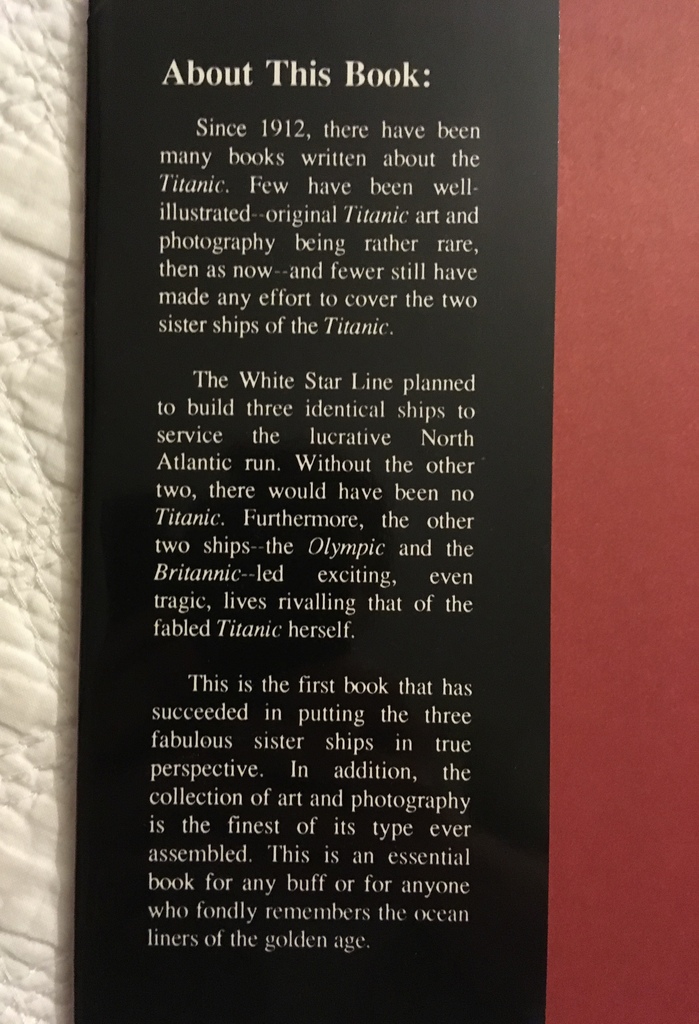 About This Book:
Since 1912, there have been
many books written about the
Titanic. Few have been well-
illustrated--original Titanic art and
photography being rather rare,
then as now--and fewer still have
made any effort to cover the two
sister ships of the Titanic.
The White Star Line planned
to build three identical ships to
service the lucrative North
Atlantic run. Without the other
two, there would have been no
Titanic. Furthermore, the other
two ships--the Olympic and the
Britannic--led exciting, even
tragic, lives rivalling that of the
fabled Titanic herself.
This is the first book that has
succeeded in putting the three
fabulous sister ships in true
perspective. In addition, the
collection of art and photography
is the finest of its type ever
assembled. This is an essential
book for any buff or for anyone
who fondly remembers the ocean
liners of the golden age.